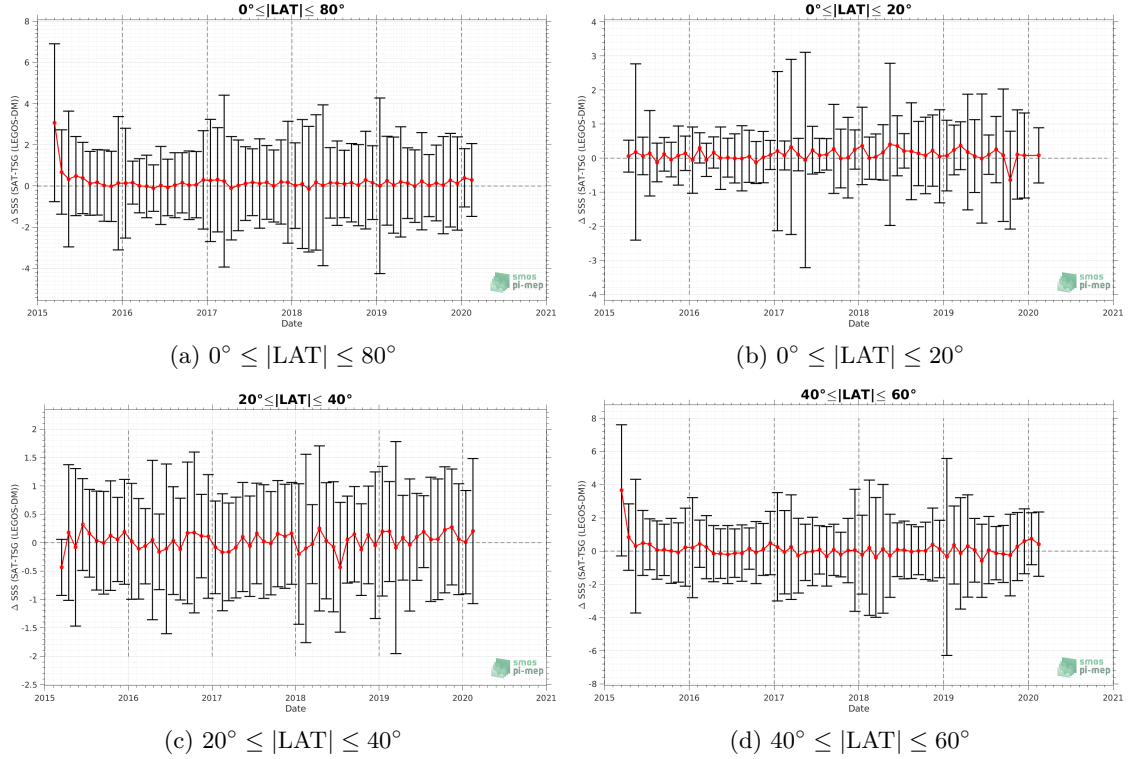 0°≤|LAT|≤ 80°
Δ SSS (SAT-TSG (LEGOS-DM))
8
6
4
2
0
-2
-4
2015 2016 2017 2018 2019 2020 2021
Date
smos
pi-mep
(a) 0° ≤ |LAT| ≤ 80°
0°≤|LAT|≤ 20°
Δ SSS (SAT-TSG (LEGOS-DM))
4
3
2
1
0
-1
-2
-3
-4
2015 2016 2017 2018 2019 2020 2021
Date
smos
pi-mep
(b) 0° ≤ |LAT| ≤ 20°
20°≤|LAT|≤ 40°
Δ SSS (SAT-TSG (LEGOS-DM))
2
1.5
1
0.5
0
-0.5
-1
-1.5
-2
-2.5
2015 2016 2017 2018 2019 2020 2021
Date
smos
pi-mep
(c) 20° ≤ |LAT| ≤ 40°
40°≤|LAT|≤ 60°
Δ SSS (SAT-TSG (LEGOS-DM))
8
6
4
2
0
-2
-4
-6
-8
2015 2016 2017 2018 2019 2020 2021
Date
smos
pi-mep
(d) 40° ≤ |LAT| ≤ 60°